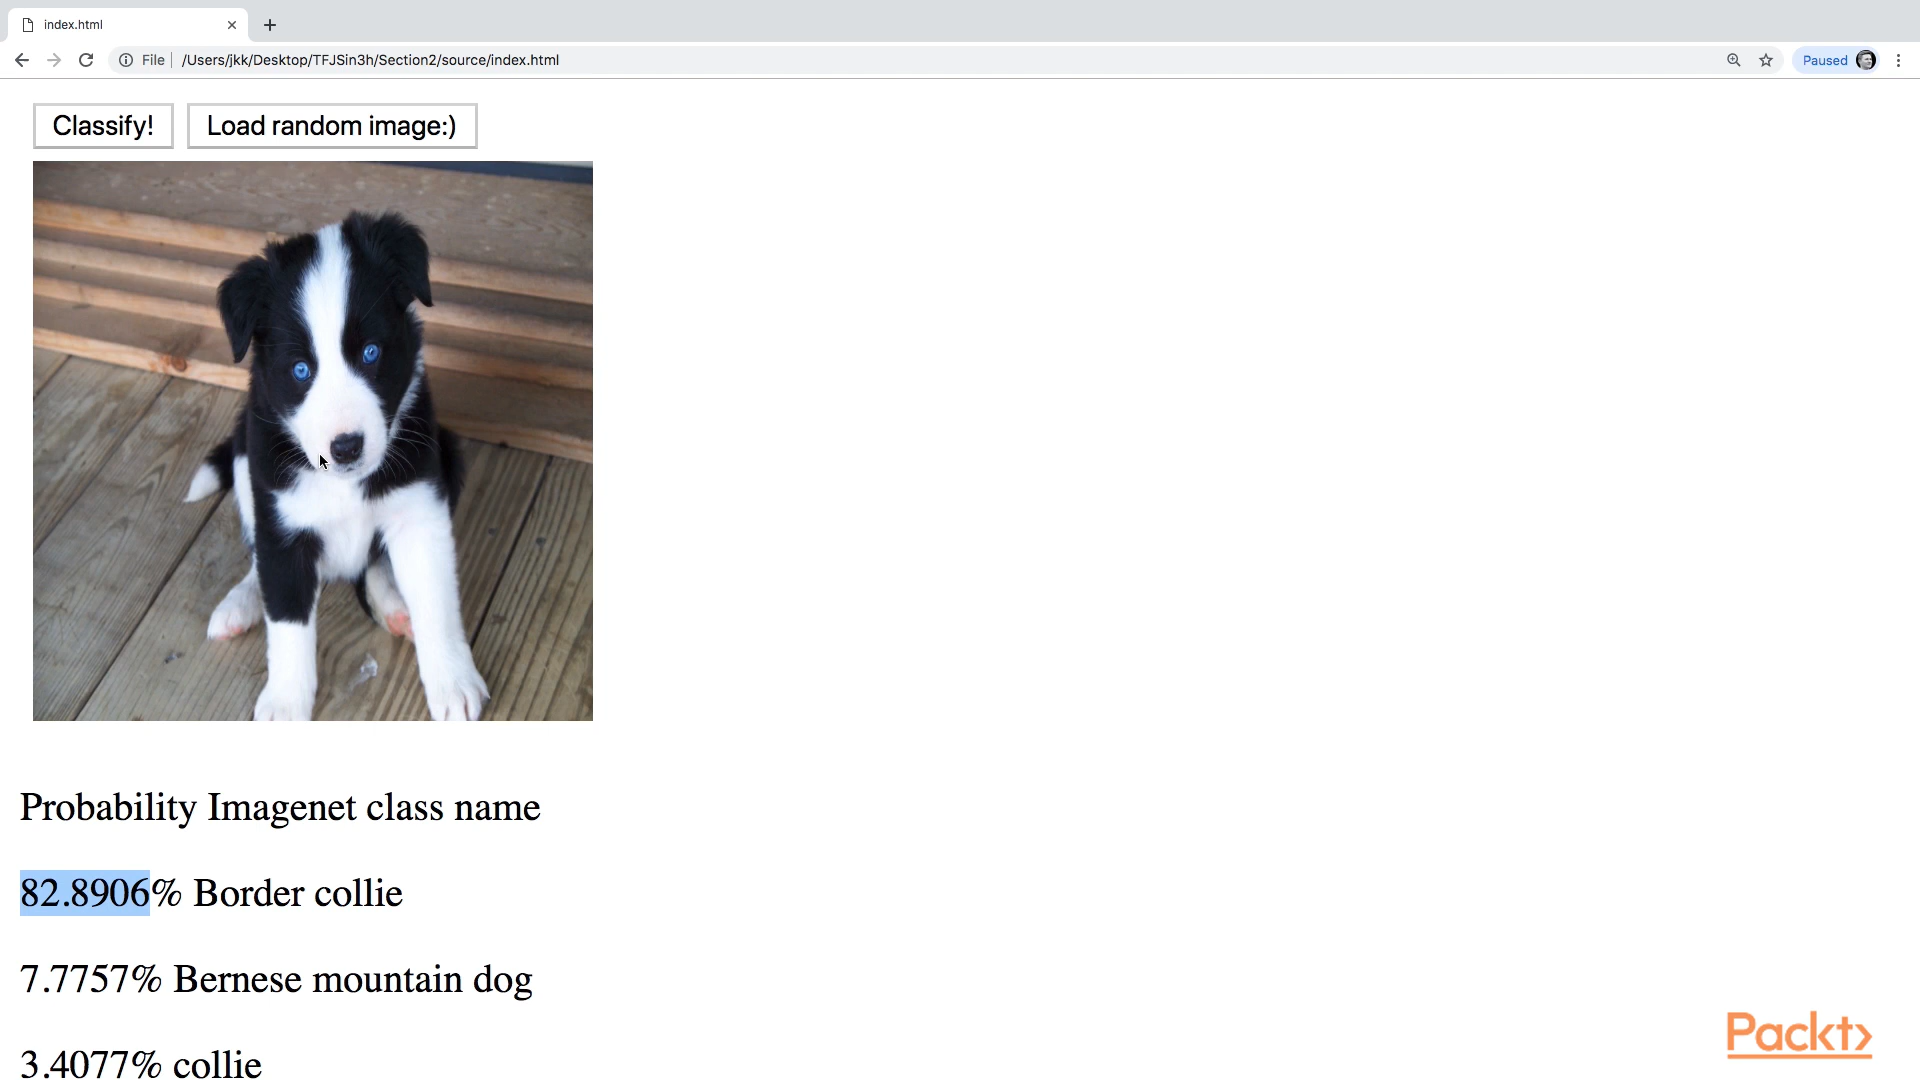 index.html
File /Users/jkk/Desktop/TFJSin3h/Section2/source/index.html
Paused
Classify! Load random image:)
Probability Imagenet class name
82.8906% Border collie
7.7757% Bernese mountain dog
3.4077% collie
Packt>